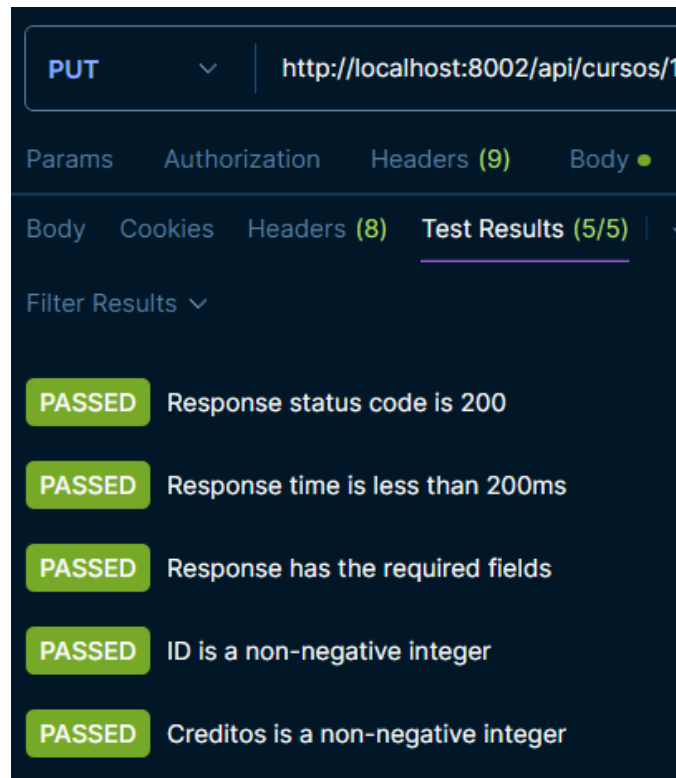 PUT http://localhost:8002/api/cursos/1
Params Authorization Headers (9) Body
Body Cookies Headers (8) Test Results (5/5)
Filter Results
PASSED Response status code is 200
PASSED Response time is less than 200ms
PASSED Response has the required fields
PASSED ID is a non-negative integer
PASSED Creditos is a non-negative integer